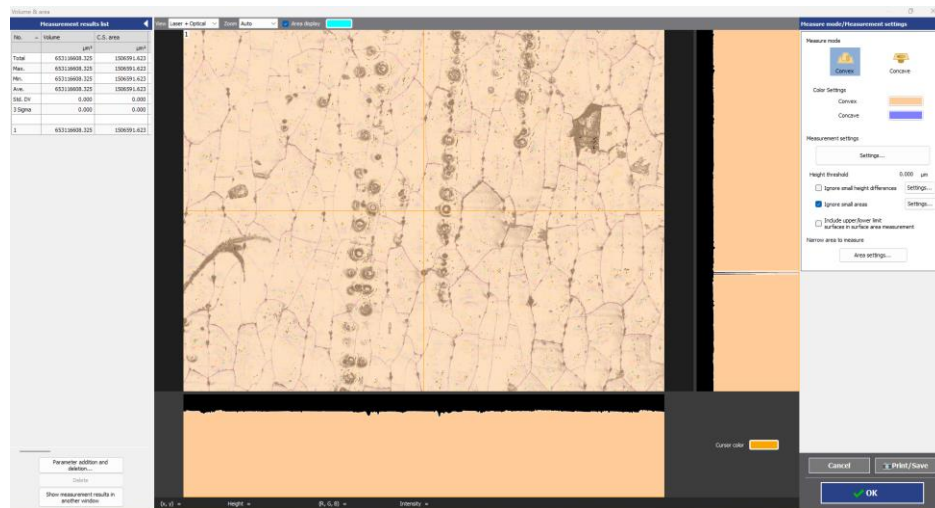 Volume & area
Measurement results list
No. Volume C.S. area
µm³ µm²
Total 653116608.325 1506591.623
Max. 653116608.325 1506591.623
Min. 653116608.325 1506591.623
Ave. 653116608.325 1506591.623
Std. DV 0.000 0.000
3 Sigma 0.000 0.000
1 653116608.325 1506591.623
Parameter addition and
deletion...
Delete
Show measurement results in
another window
View Laser + Optical Zoom Auto Area display
1
Cursor color
(x, y) = Height = (R, G, B) = Intensity =
Measure mode/Measurement settings
Measure mode
Convex Concave
Color Settings
Convex
Concave
Measurement settings
Settings...
Height threshold 0.000 µm
Ignore small height differences Settings...
Ignore small areas Settings...
Include upper/lower limit
surfaces in surface area measurement
Narrow area to measure
Area settings...
Cancel Print/Save
OK